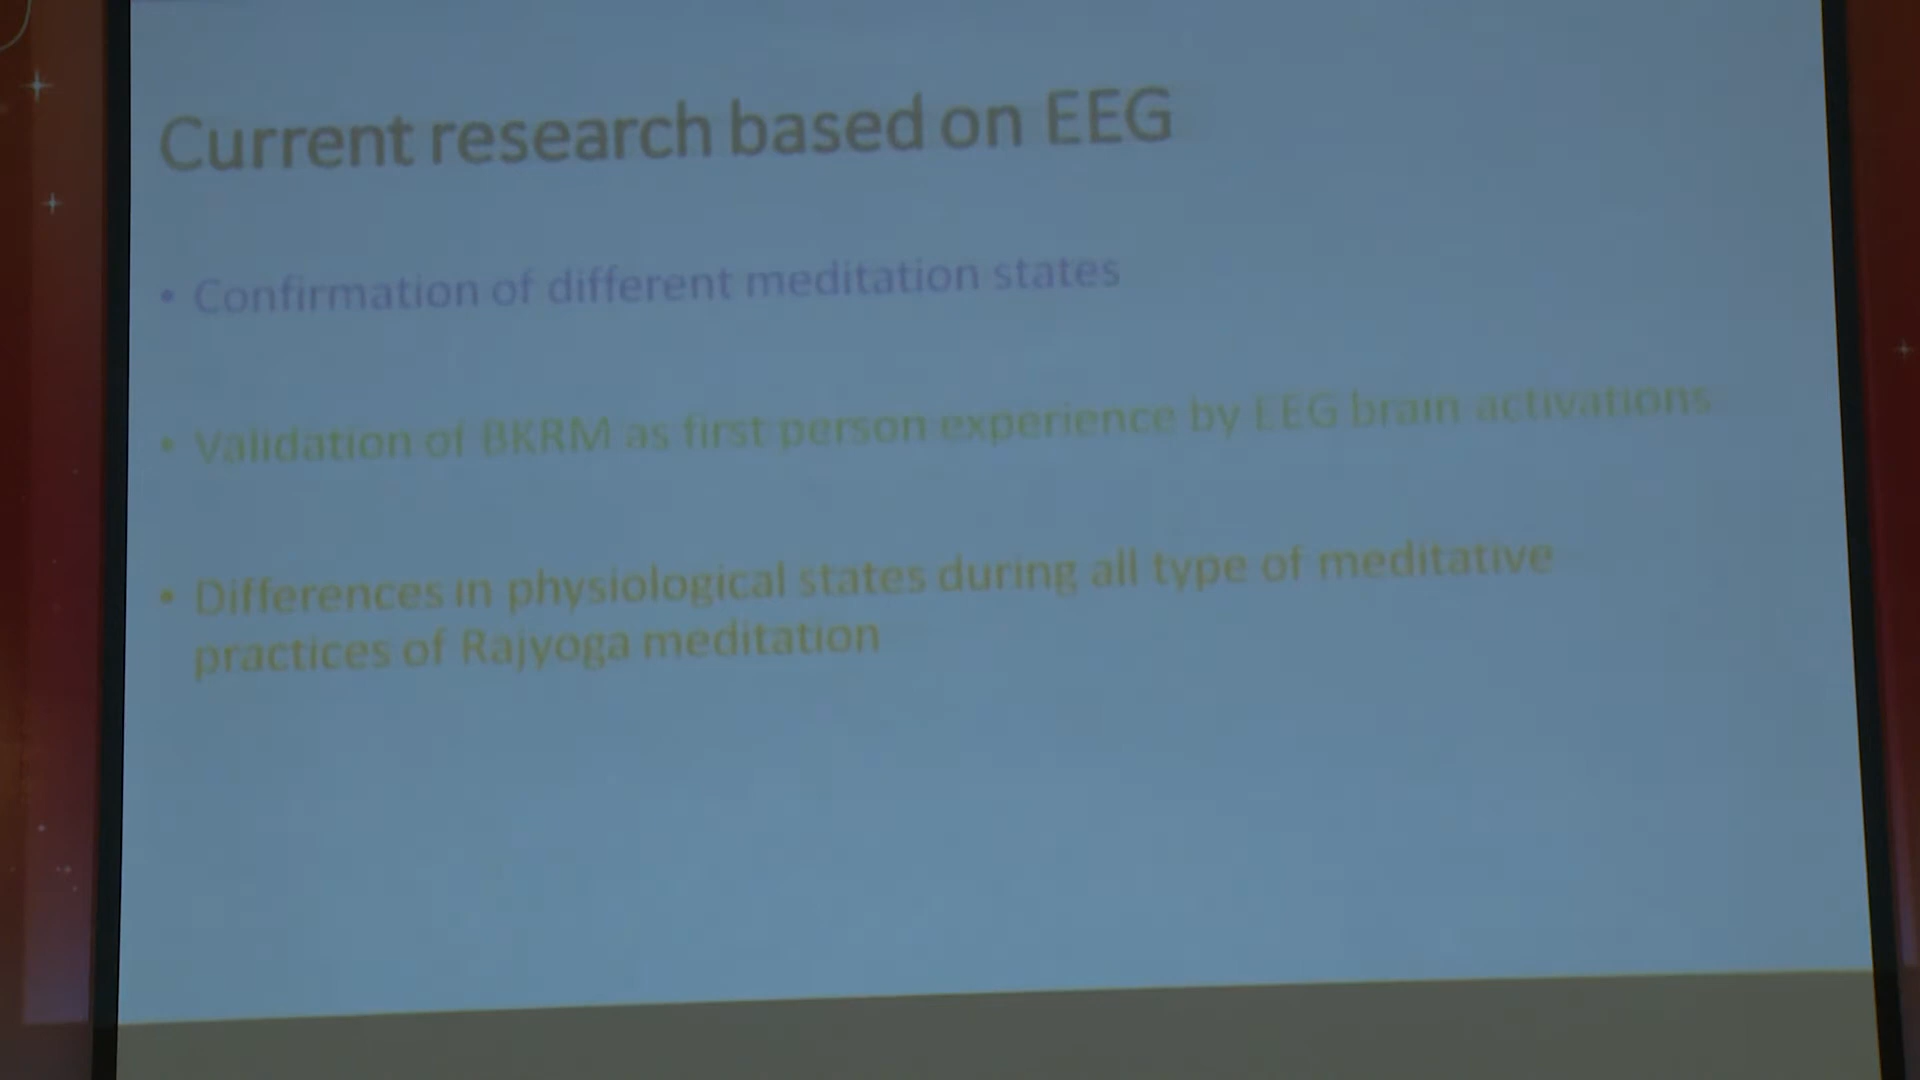 Current research based on EEG
• Confirmation of different meditation states
• Validation of BKRM as first person experience by EEG brain activations
• Differences in physiological states during all type of meditative
practices of Rajyoga meditation